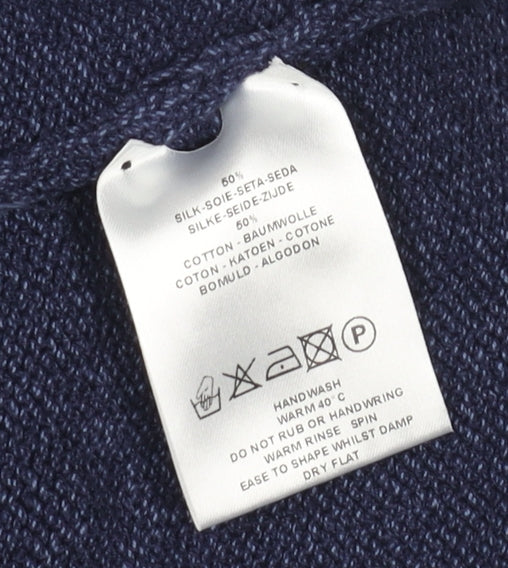 50%
SILK-SOIE-SETA-SEDA
SILKE-SEIDE-ZIJDE
50%
COTTON - BAUMWOLLE
COTON - KATOEN - COTONE
BOMULD - ALGODON
P
HANDWASH
WARM 40°C
DO NOT RUB OR HANDWRING
WARM RINSE SPIN
EASE TO SHAPE WHILST DAMP
DRY FLAT